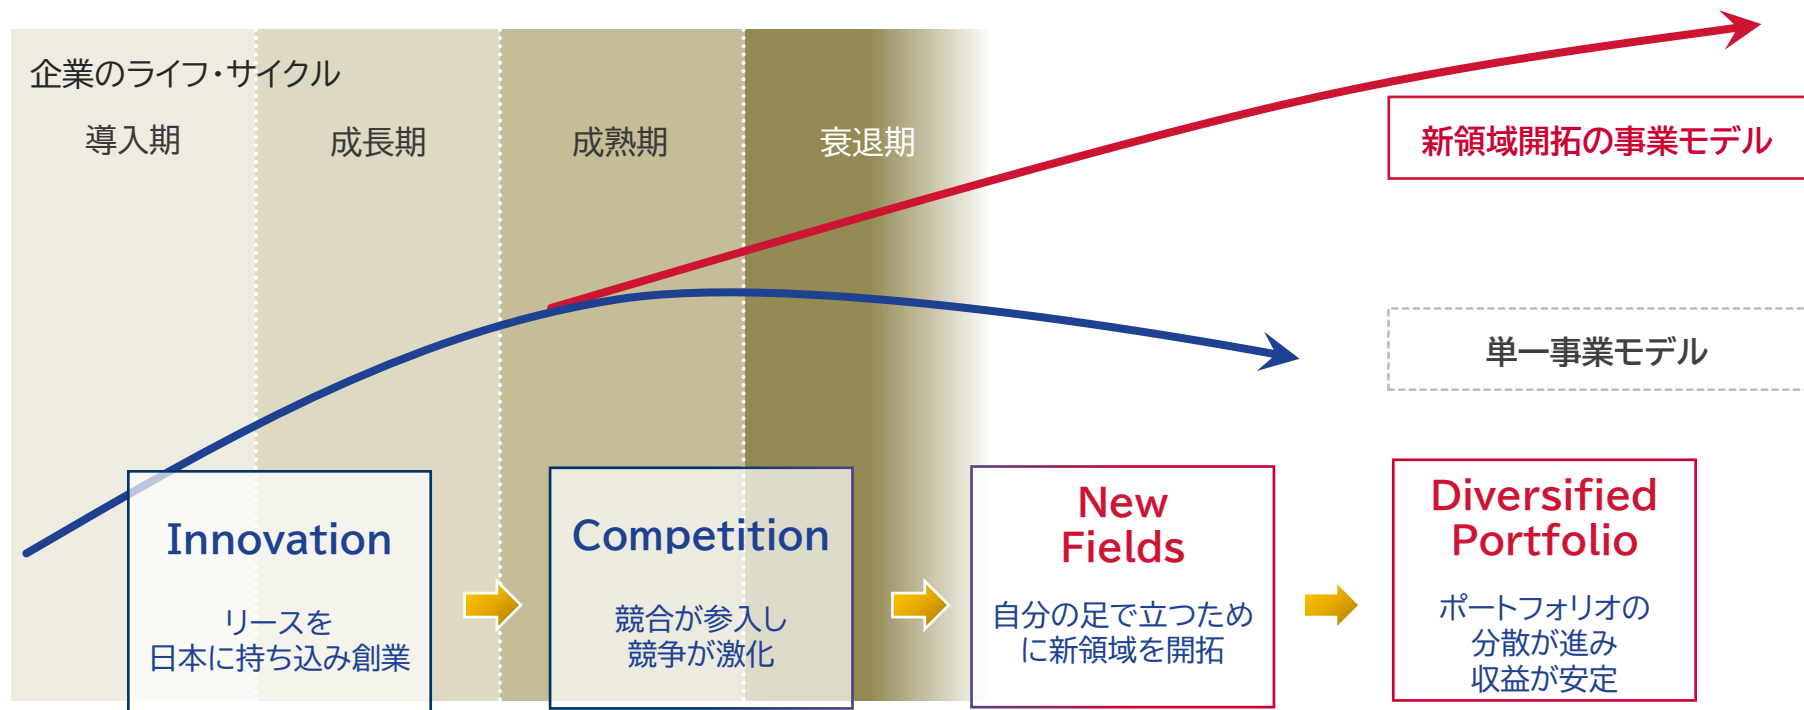 企業のライフ・サイクル
導入期
成長期
成熟期
衰退期
新領域開拓の事業モデル
単一事業モデル
Innovation
リースを
日本に持ち込み創業
Competition
競合が参入し
競争が激化
New
Fields
自分の足で立つため
に新領域を開拓
Diversified
Portfolio
ポートフォリオの
分散が進み
収益が安定